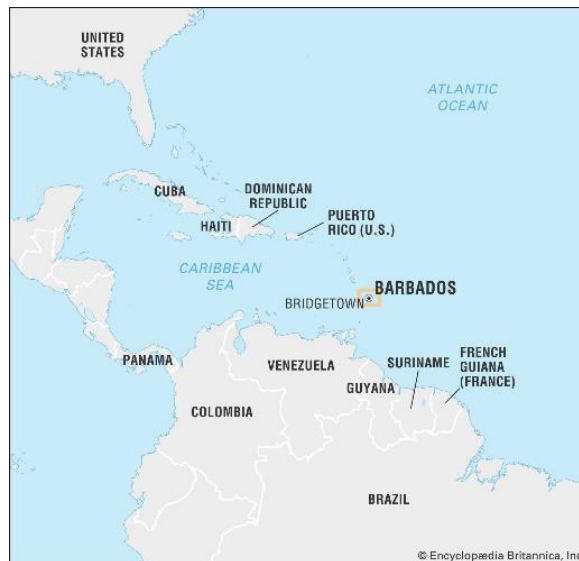 UNITED
STATES
ATLANTIC
OCEAN
CUBA
DOMINICAN
REPUBLIC
HAITI
PUERTO
RICO (U.S.)
CARIBBEAN
SEA
BARBADOS
BRIDGETOWN
PANAMA
VENEZUELA
SURINAME
FRENCH
GUIANA
(FRANCE)
GUYANA
COLOMBIA
BRAZIL
© Encyclopædia Britannica, Inc